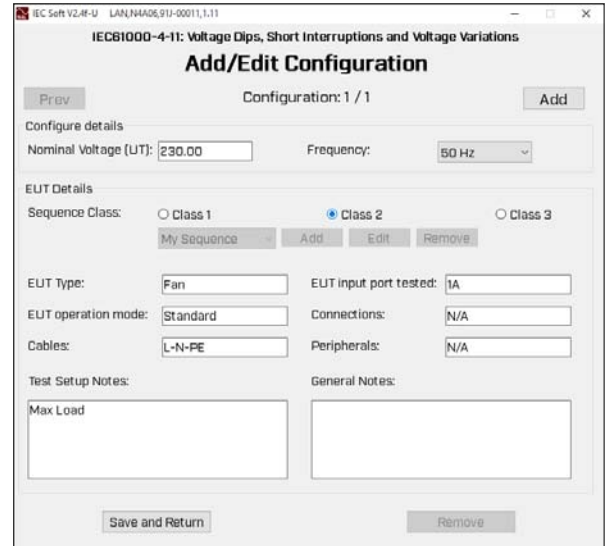 IEC Soft V2.4f-U LAN,N4A06,91J-00011,1.11
IEC61000-4-11: Voltage Dips, Short Interruptions and Voltage Variations
Add/Edit Configuration
Prev Configuration: 1 / 1 Add
Configure details
Nominal Voltage (UT): 230.00 Frequency: 50 Hz
EUT Details
Sequence Class: Class 1 Class 2 Class 3
My Sequence Add Edit Remove
EUT Type: Fan EUT input port tested: 1A
EUT operation mode: Standard Connections: N/A
Cables: L-N-PE Peripherals: N/A
Test Setup Notes: General Notes:
Max Load
Save and Return Remove